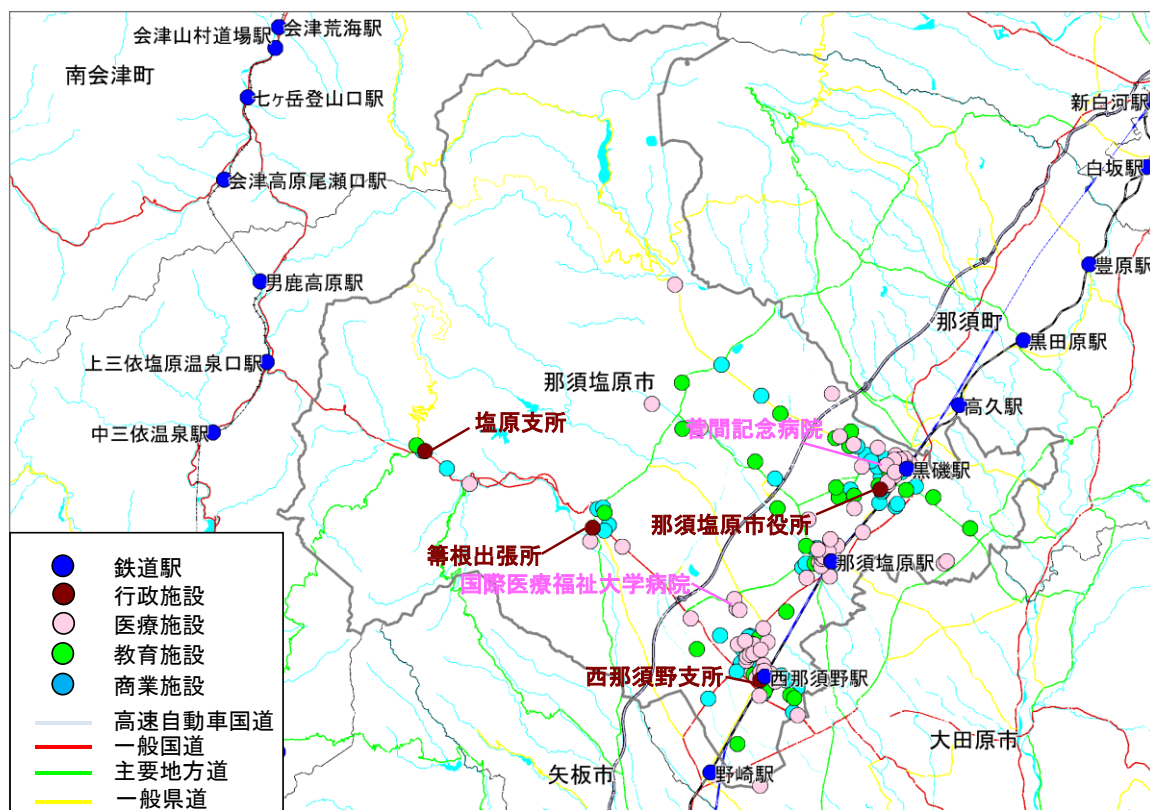 会津荒海駅
会津山村道場駅
南会津町
七ヶ岳登山口駅
新白河駅
白坂駅
会津高原尾瀬口駅
豊原駅
男鹿高原駅
那須町
黒田原駅
上三依塩原温泉口駅
那須塩原市
高久駅
塩原支所
菅間記念病院
中三依温泉駅
黒磯駅
那須塩原市役所
箒根出張所
那須塩原駅
国際医療福祉大学病院
西那須野支所
西那須野駅
大田原市
矢板市
野崎駅
鉄道駅
行政施設
医療施設
教育施設
商業施設
高速自動車国道
一般国道
主要地方道
一般県道